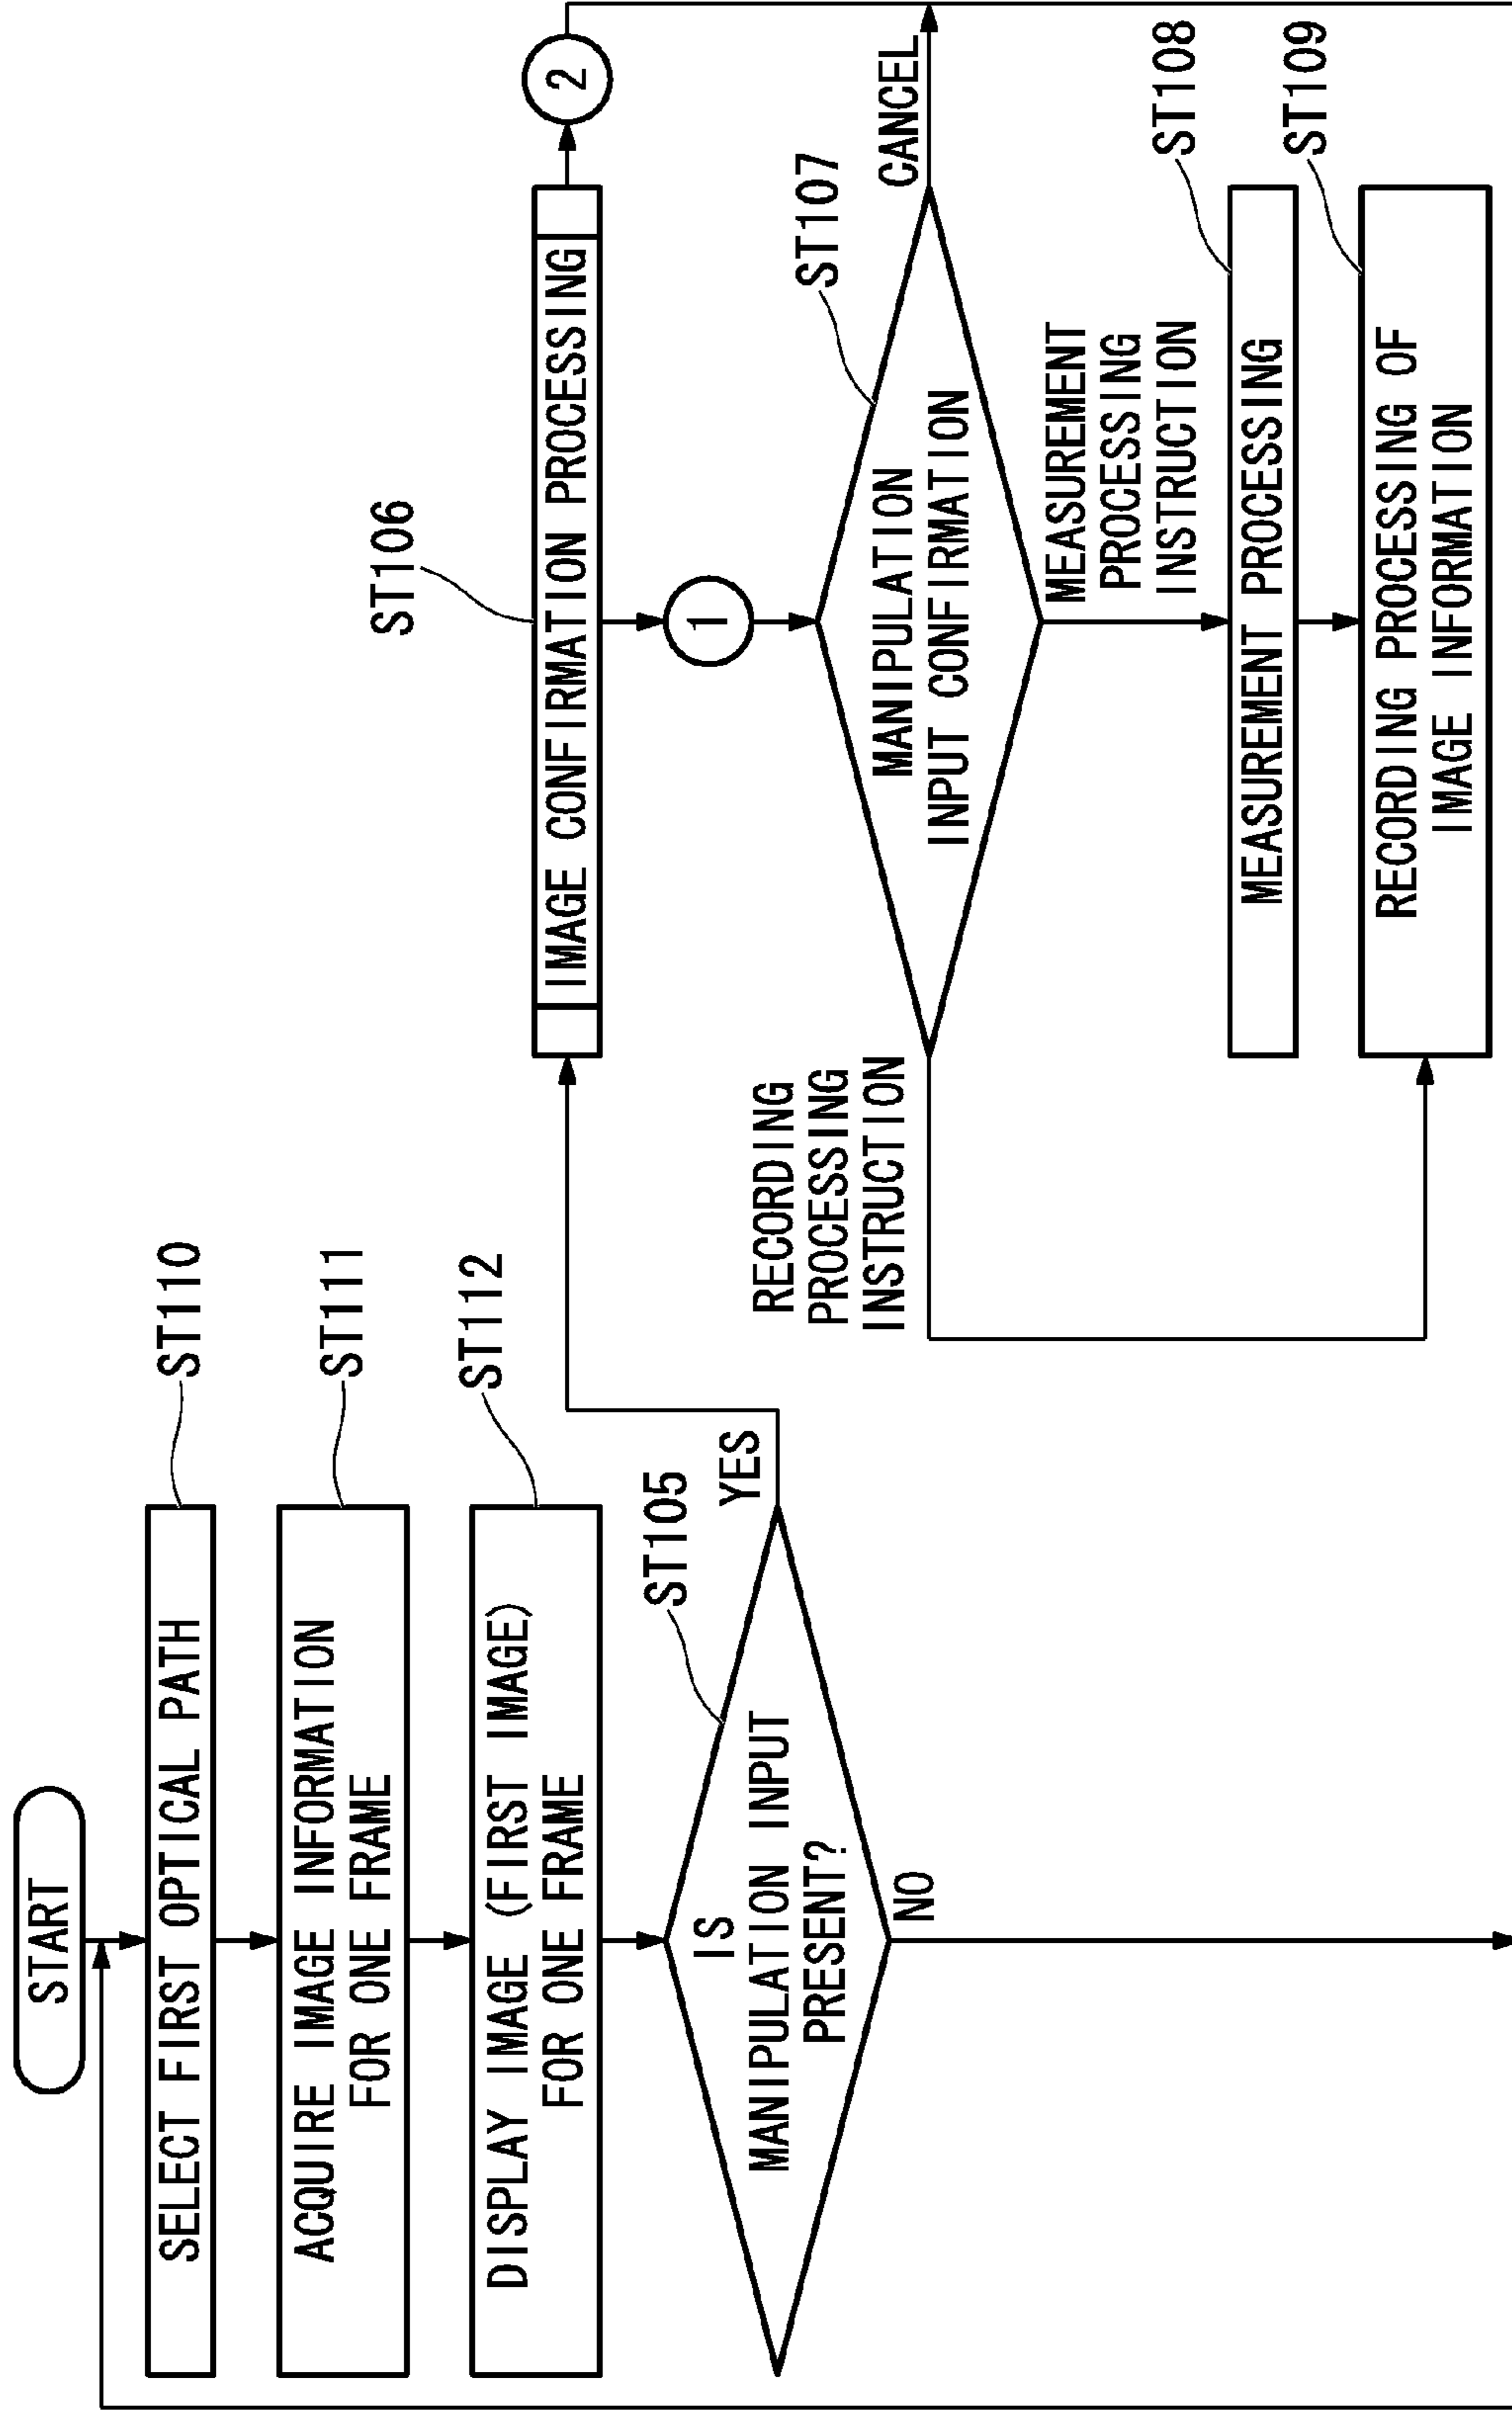 START
SELECT FIRST OPTICAL PATH
ST110
ACQUIRE IMAGE INFORMATION
FOR ONE FRAME
ST111
DISPLAY IMAGE (FIRST IMAGE)
FOR ONE FRAME
ST112
IS
MANIPULATION INPUT
PRESENT?
ST105
YES
NO
IMAGE CONFIRMATION PROCESSING
ST106
2
1
MANIPULATION
INPUT CONFIRMATION
ST107
CANCEL
RECORDING
PROCESSING
INSTRUCTION
MEASUREMENT
PROCESSING
INSTRUCTION
MEASUREMENT PROCESSING
ST108
RECORDING PROCESSING OF
IMAGE INFORMATION
ST109